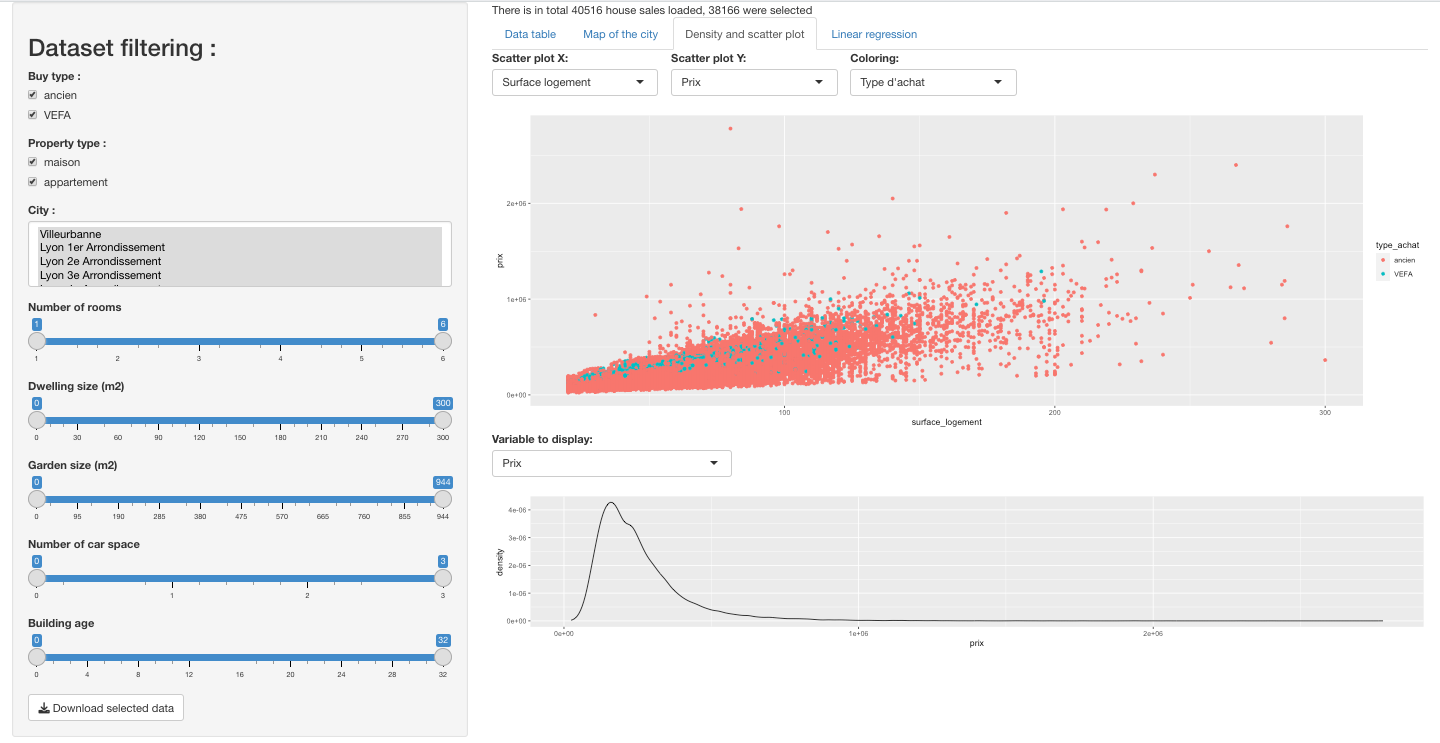 Dataset filtering :
Buy type :
ancien
VEFA
Property type :
maison
appartement
City :
Villeurbanne
Lyon 1er Arrondissement
Lyon 2e Arrondissement
Lyon 3e Arrondissement
Number of rooms
1 6
1 2 3 4 5 6
Dwelling size (m2)
0 300
0 30 60 90 120 150 180 210 240 270 300
Garden size (m2)
0 944
0 95 190 285 380 475 570 665 760 855 944
Number of car space
0 3
0 1 2 3
Building age
0 32
0 4 8 12 16 20 24 28 32
Download selected data
There is in total 40516 house sales loaded, 38166 were selected
Data table Map of the city Density and scatter plot Linear regression
Scatter plot X: Scatter plot Y: Coloring:
Surface logement Prix Type d'achat
2e+06
1e+06
0e+00
prix
100 200 300
surface_logement
type_achat
ancien
VEFA
Variable to display:
Prix
4e-06
3e-06
2e-06
1e-06
0e+00
density
0e+00 1e+06 2e+06
prix